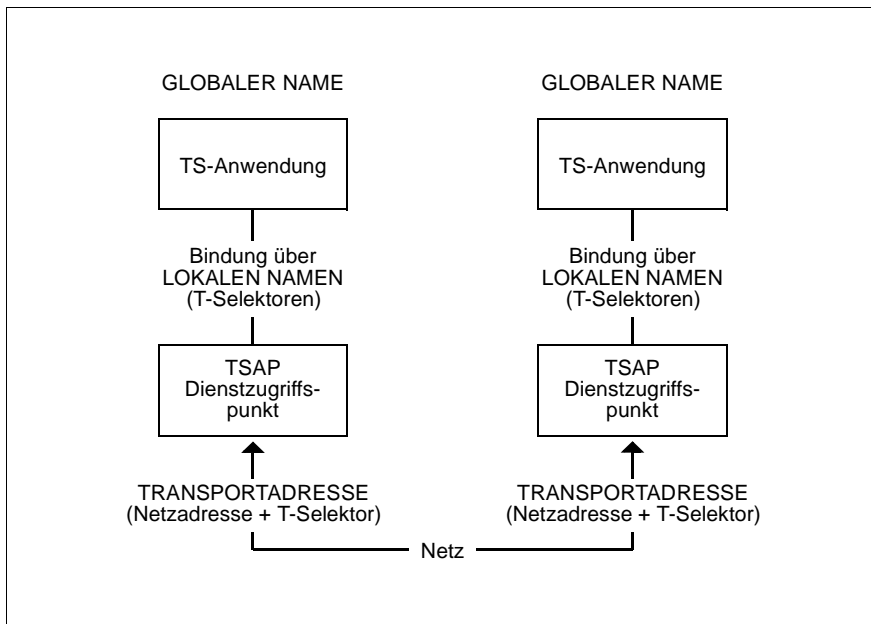 GLOBALER NAME
GLOBALER NAME
TS-Anwendung
TS-Anwendung
Bindung über
LOKALEN NAMEN
(T-Selektoren)
Bindung über
LOKALEN NAMEN
(T-Selektoren)
TSAP
Dienstzugriffs-
punkt
TSAP
Dienstzugriffs-
punkt
TRANSPORTADRESSE
(Netzadresse + T-Selektor)
TRANSPORTADRESSE
(Netzadresse + T-Selektor)
Netz